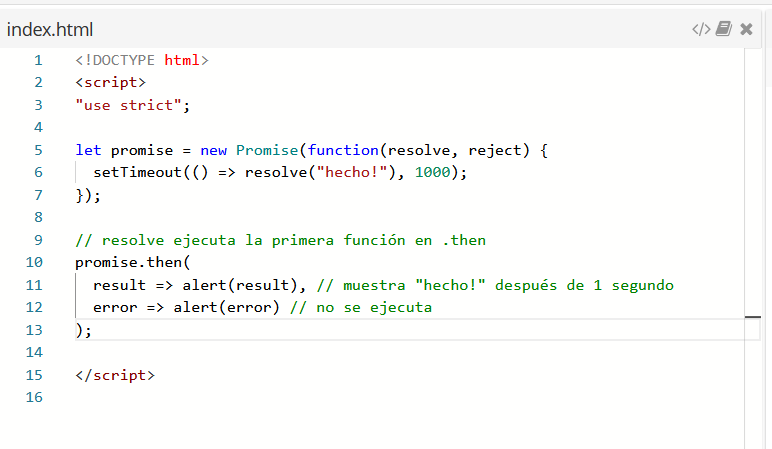 index.html
1 <!DOCTYPE html>
2 <script>
3 "use strict";
4
5 let promise = new Promise(function(resolve, reject) {
6   setTimeout(() => resolve("hecho!"), 1000);
7 });
8
9 // resolve ejecuta la primera función en .then
10 promise.then(
11   result => alert(result), // muestra "hecho!" después de 1 segundo
12   error => alert(error) // no se ejecuta
13 );
14
15 </script>
16